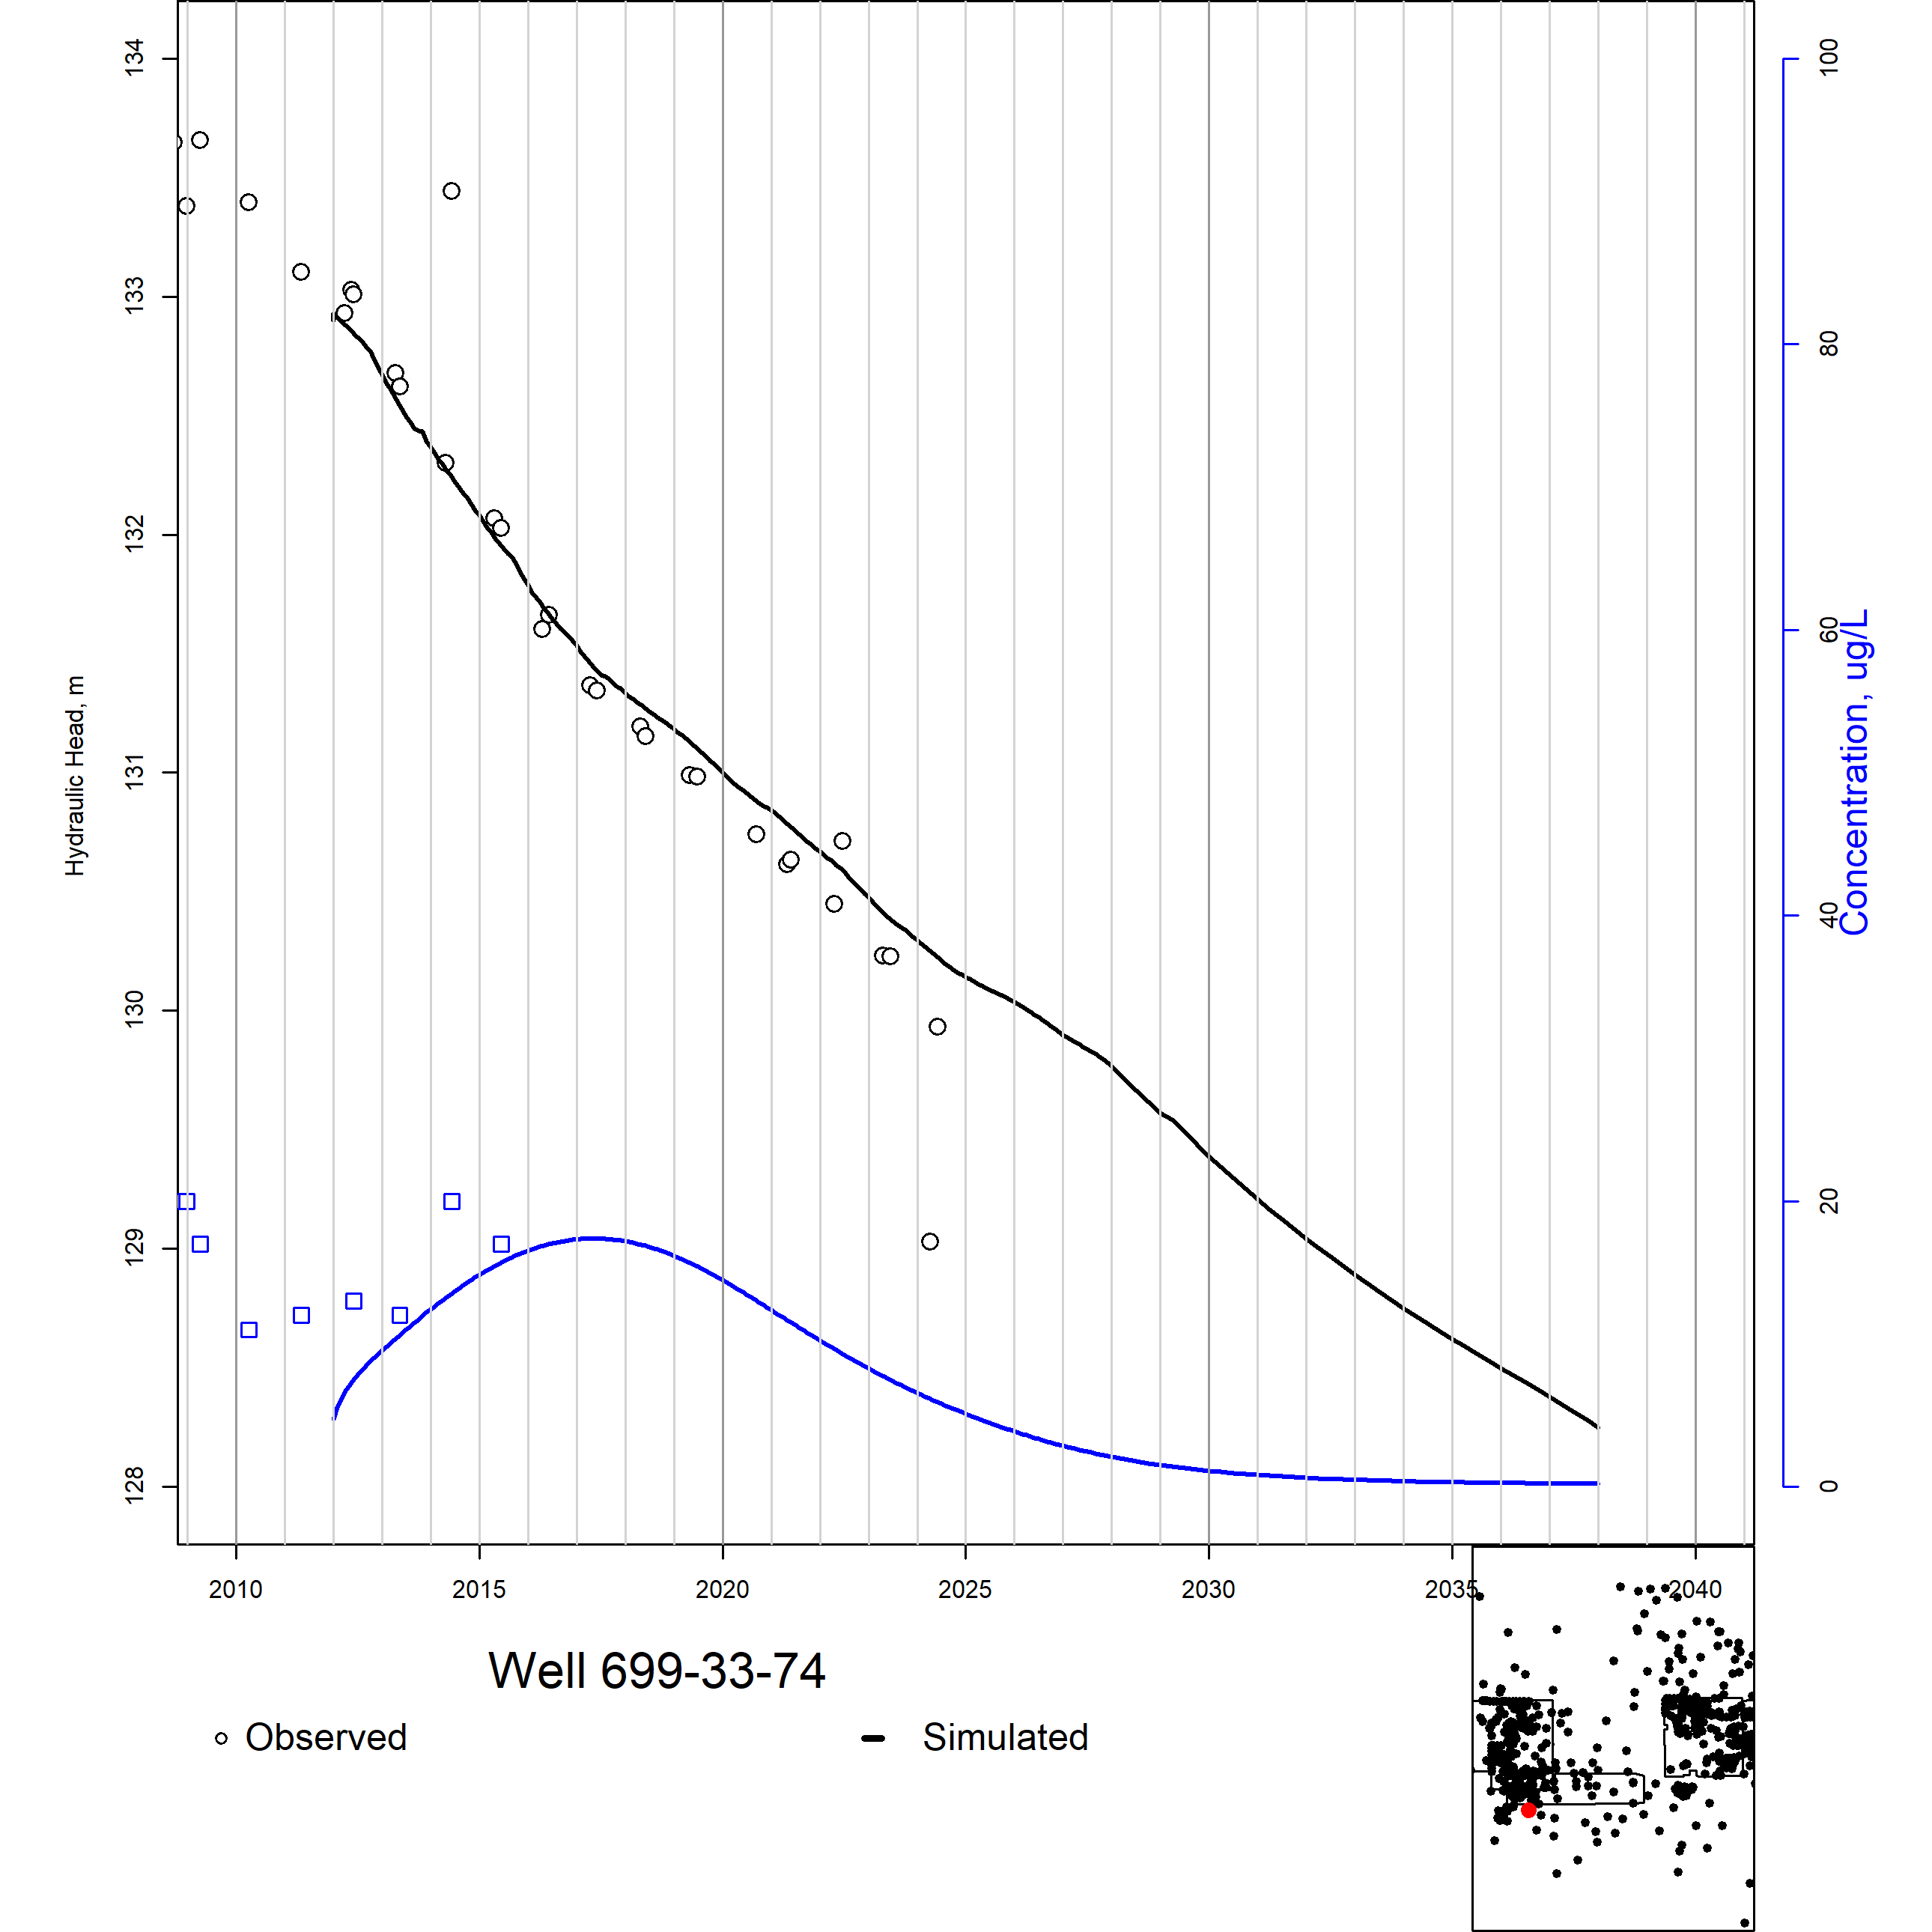 134
133
132
131
130
129
128
Hydraulic Head, m
100
80
60
40
20
0
Concentration, ug/L
2010 2015 2020 2025 2030 2035 2040
Well 699-33-74
Observed Simulated